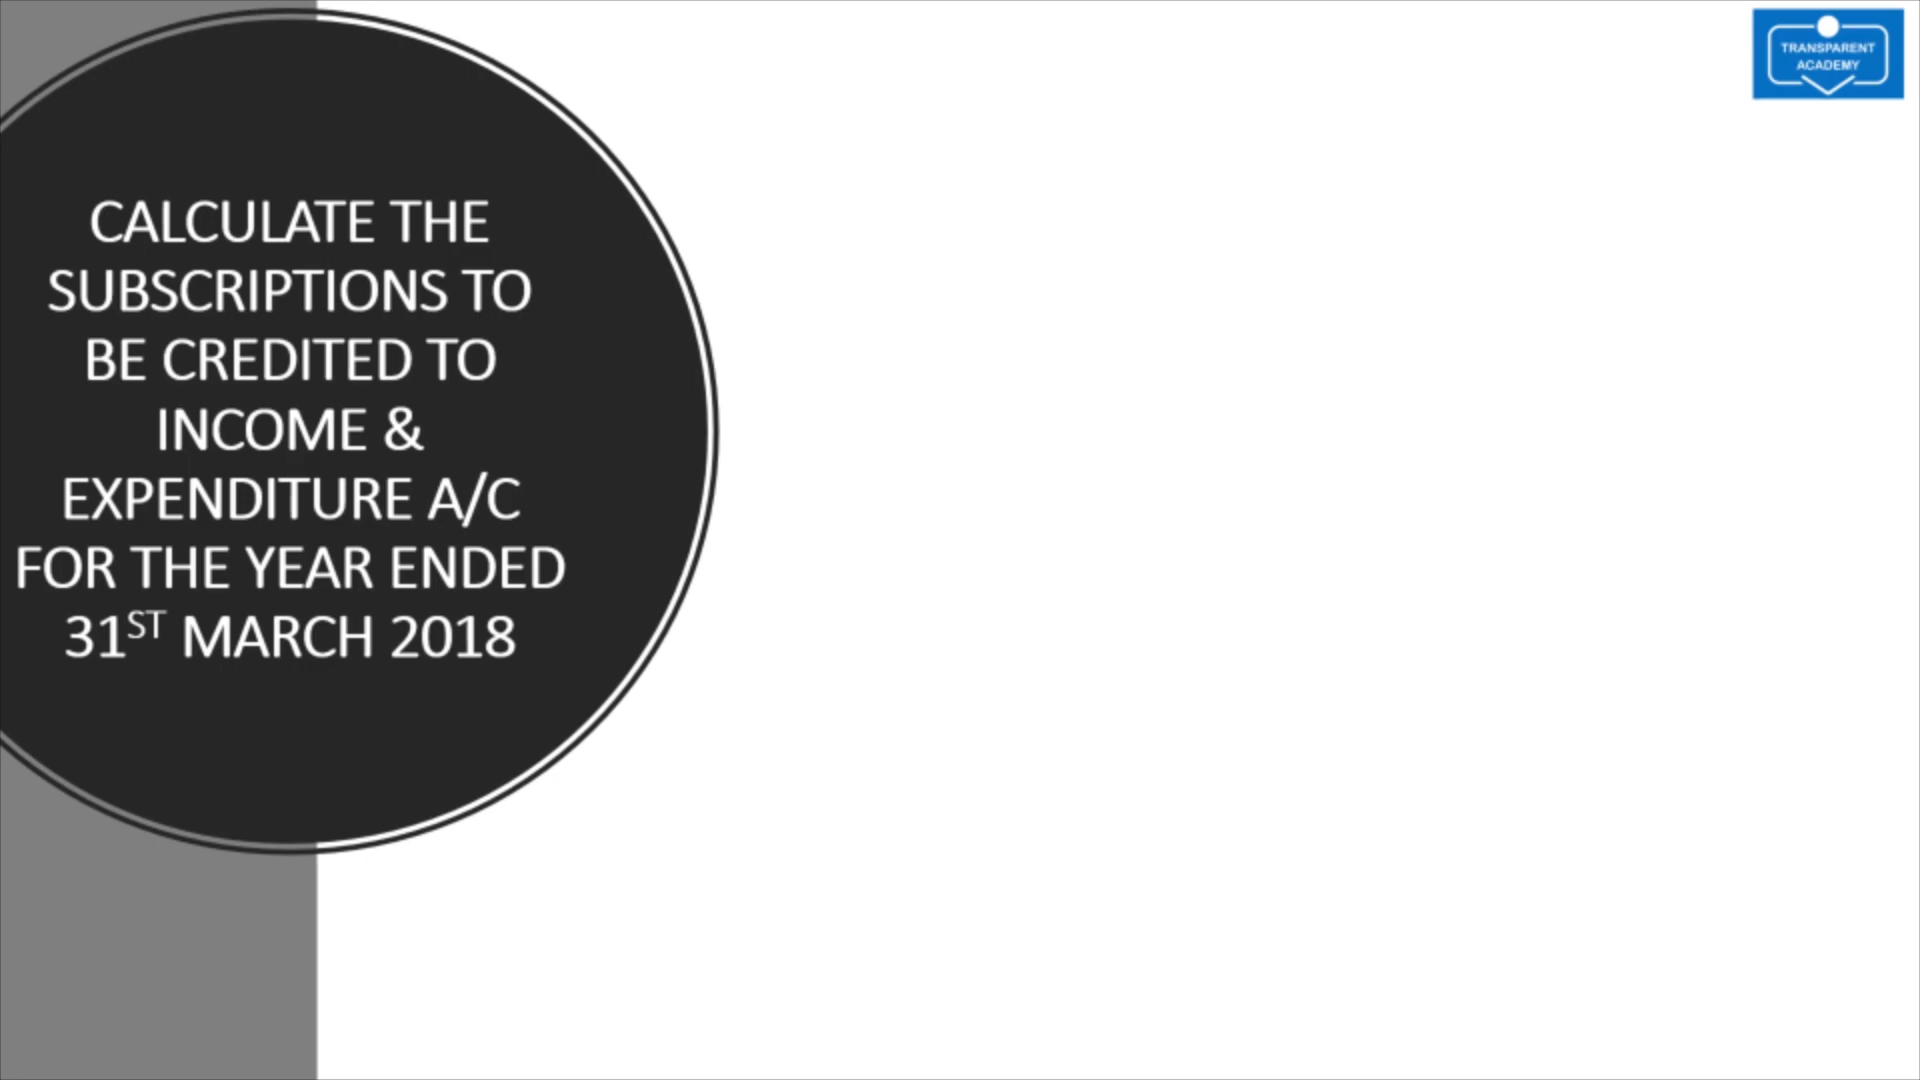 CALCULATE THE
SUBSCRIPTIONS TO
BE CREDITED TO
INCOME &
EXPENDITURE A/C
FOR THE YEAR ENDED
31ST MARCH 2018
TRANSPARENT
ACADEMY